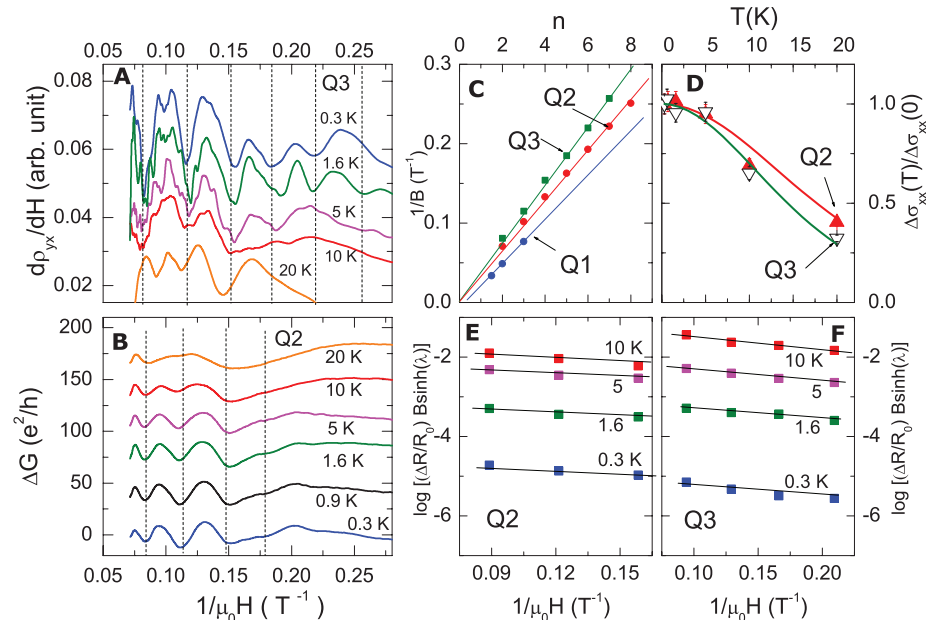 n
T(K)
0.05 0.10 0.15 0.20 0.25
0 2 4 6 8
0 5 10 15 20
0.08
0.06
0.04
0.02
dρyx/dH (arb. unit)
A
Q3
0.3 K
1.6 K
5 K
10 K
20 K
0.3
0.2
0.1
0.0
1/B (T⁻¹)
C
Q2
Q3
Q1
D
Q2
Q3
1.0
0.5
0.0
Δσxx(T)/Δσxx(0)
200
150
100
50
0
ΔG (e²/h)
B
Q2
20 K
10 K
5 K
1.6 K
0.9 K
0.3 K
0.05 0.10 0.15 0.20 0.25
1/μ₀H ( T⁻¹)
-2
-4
-6
log [(ΔR/R₀) Bsinh(λ)]
E
10 K
5
1.6
0.3 K
Q2
0.09 0.12 0.15
1/μ₀H ( T⁻¹)
F
10 K
5
1.6
0.3 K
Q3
-2
-4
-6
log [(ΔR/R₀) Bsinh(λ)]
0.10 0.15 0.20
1/μ₀H ( T⁻¹)